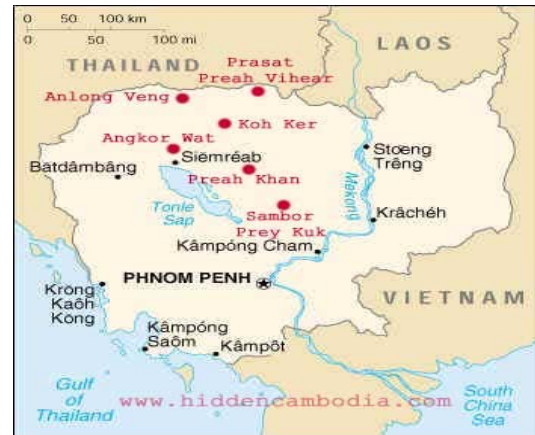 0 50 100 km
0 50 100 mi
LAOS
THAILAND
Prasat
Preah Vihear
Anlong Veng
Koh Ker
Angkor Wat
Siĕmréab
Stœng
Trêng
Bătdâmbâng
Preah Khan
Mekong
Tonle
Sap
Sambor
Prey Kuk
Krâchéh
Kâmpóng Cham
PHNOM PENH
VIETNAM
Krŏng
Kaôh
Kŏng
Kâmpóng
Saôm
Kâmpôt
Gulf
of
Thailand
www.hiddencambodia.com
South
China
Sea